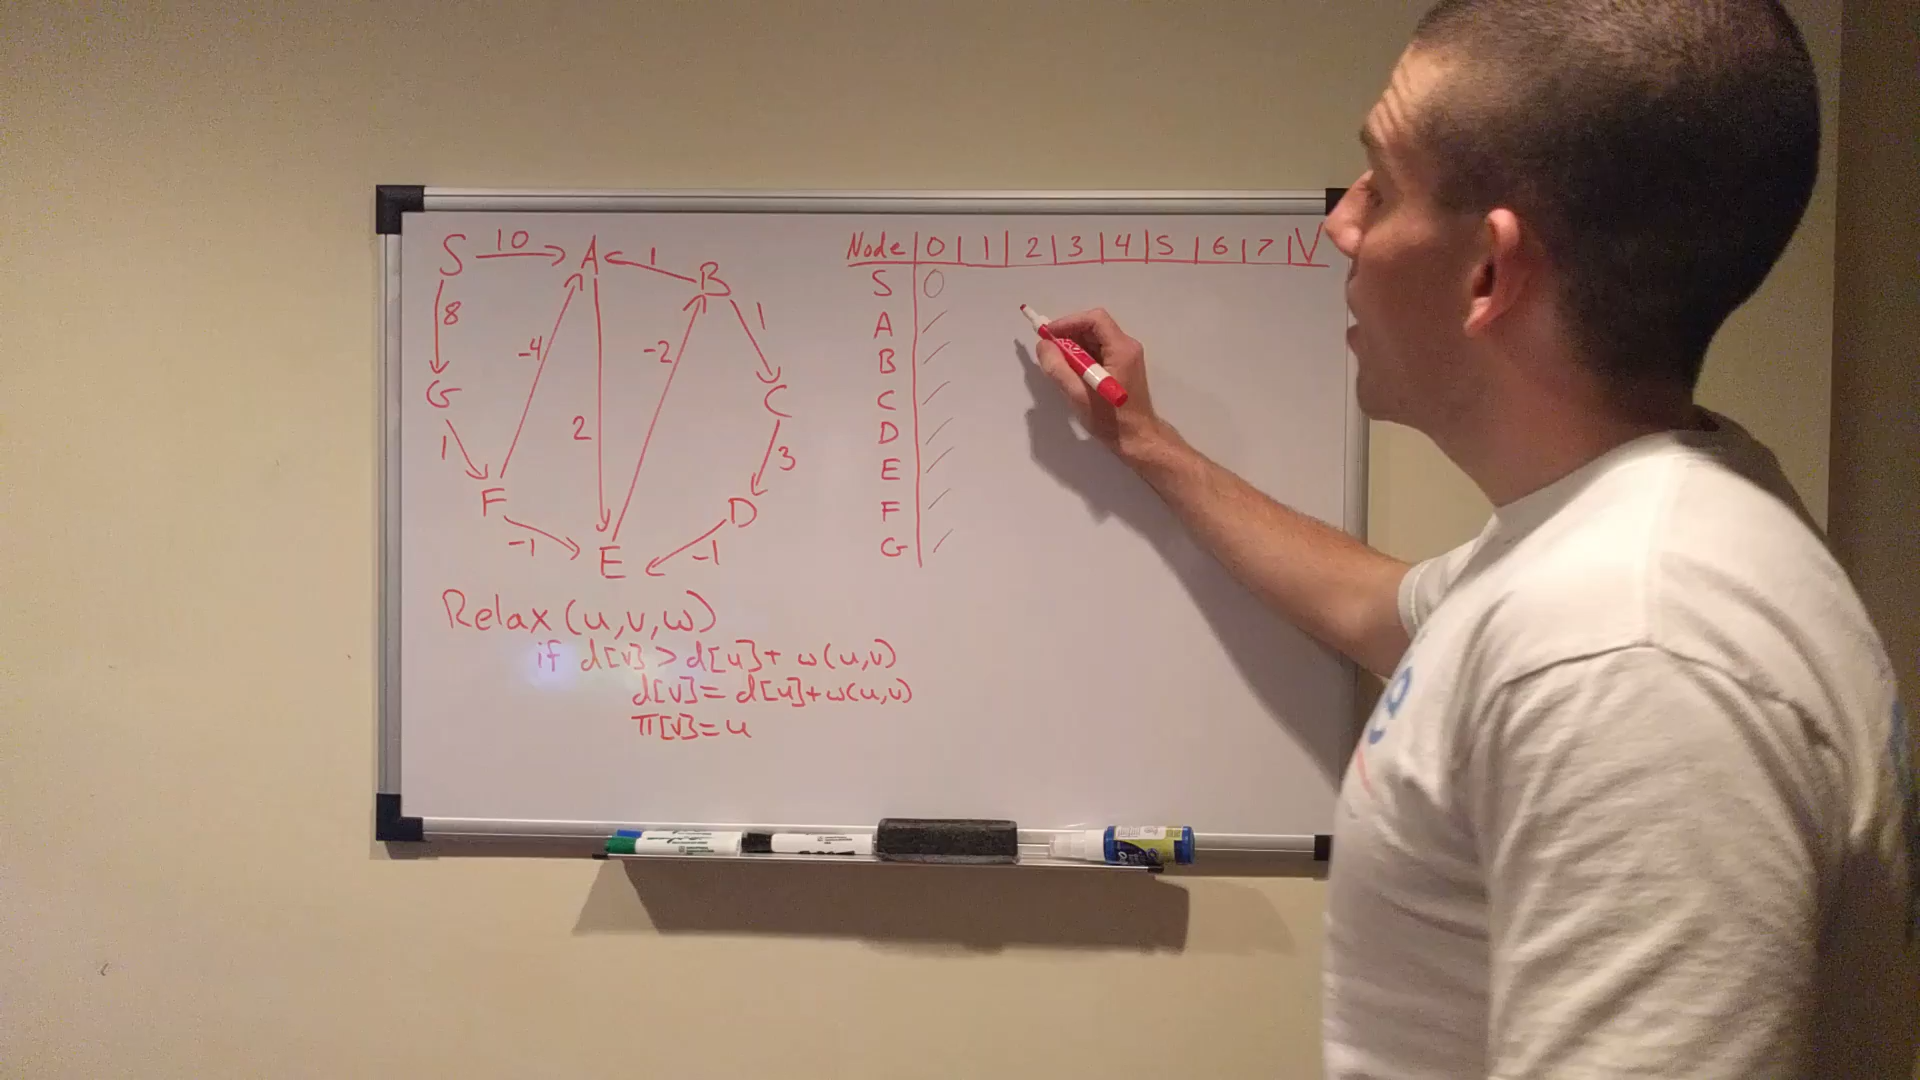 S 10 A 1 B
8 -4 2 -2 1
G C
1 3
F D
-1 E -1
Relax (u,v,w)
if d[v] > d[u] + w(u,v)
d[v] = d[u] + w(u,v)
π[v] = u
Node | 0 | 1 | 2 | 3 | 4 | 5 | 6 | 7 | V
S 0
A /
B /
C /
D /
E /
F /
G /